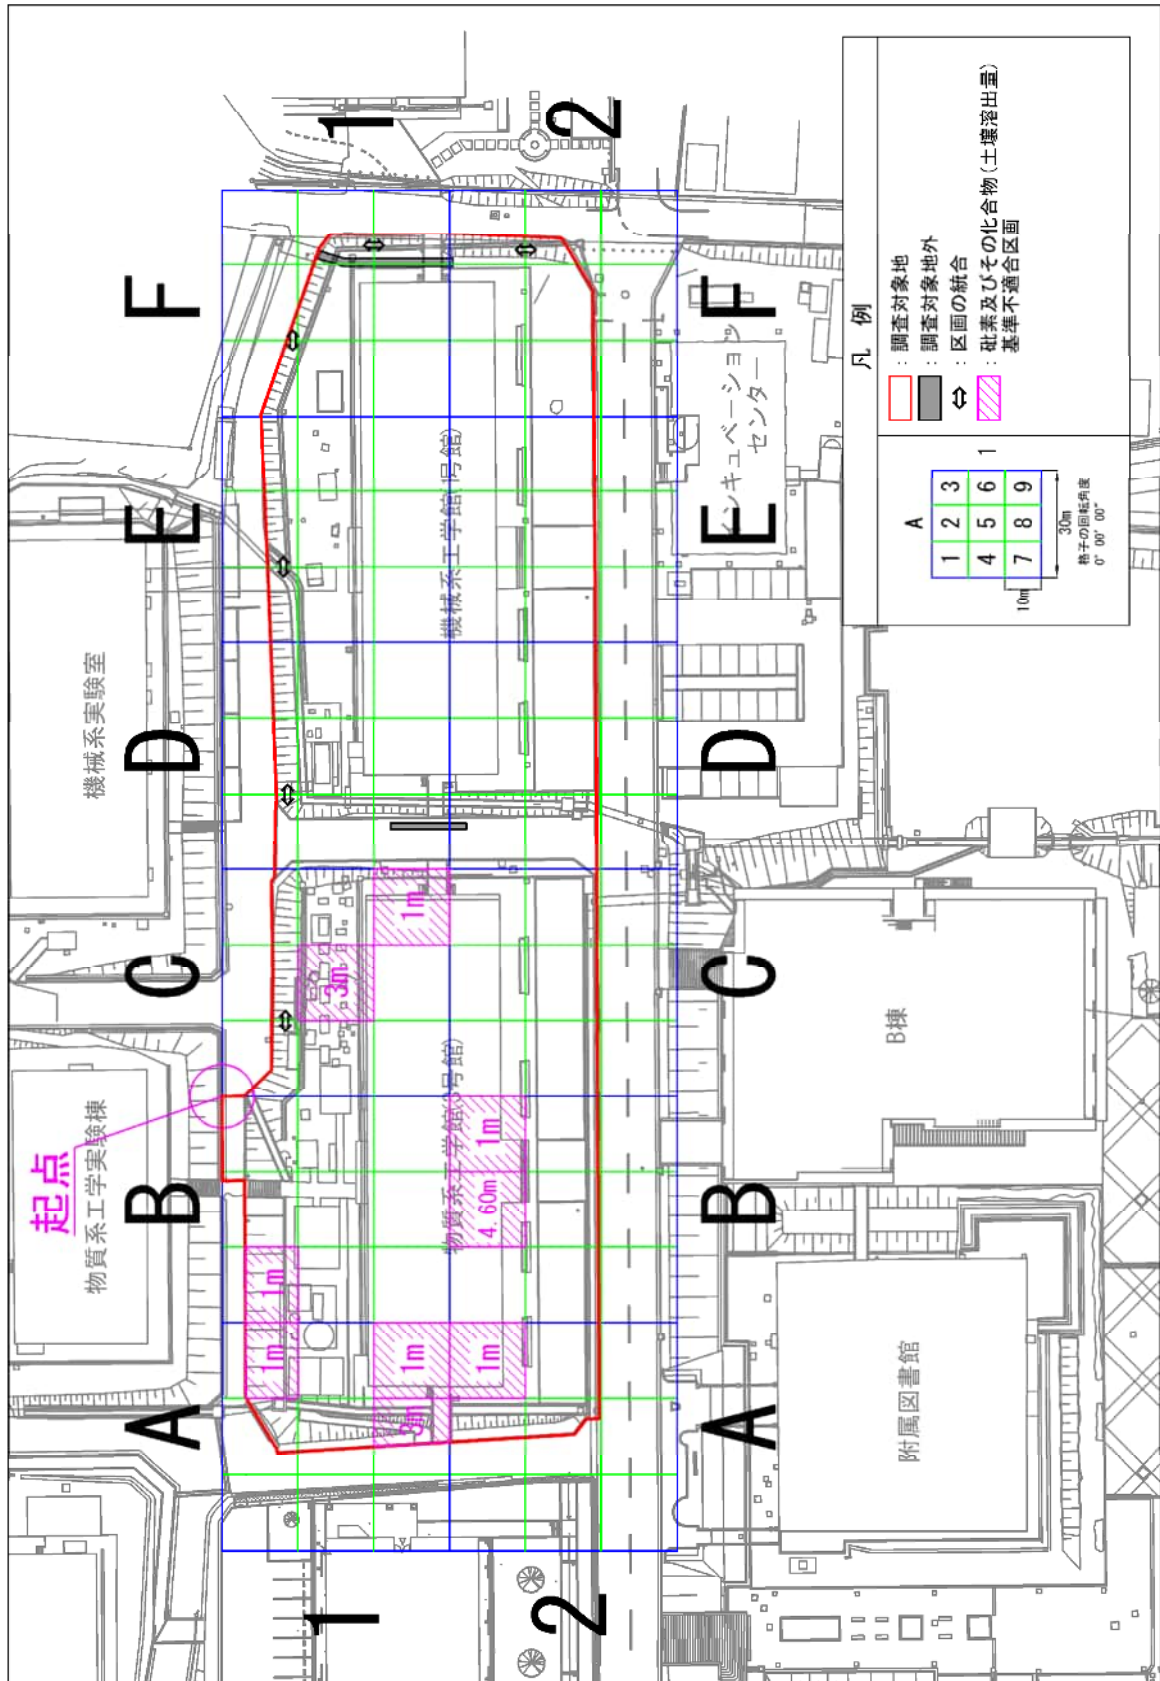 1
2
F
F
E
E
D
D
C
C
B
B
A
A
1
2
機械系実験室
物質系工学実験棟
起点
機械系工学館(1号館)
インキュベーション
センター
B棟
附属図書館
1m
3m
1m
4.60m
1m
1m
1m
1m
3m
1m
凡 例
:調査対象地
:調査対象地外
:区画の統合
:砒素及びその化合物(土壌溶出量)
基準不適合区画
A
1 2 3
4 5 6
7 8 9
1
10m
30m
格子の回転角度
0° 00′ 00″